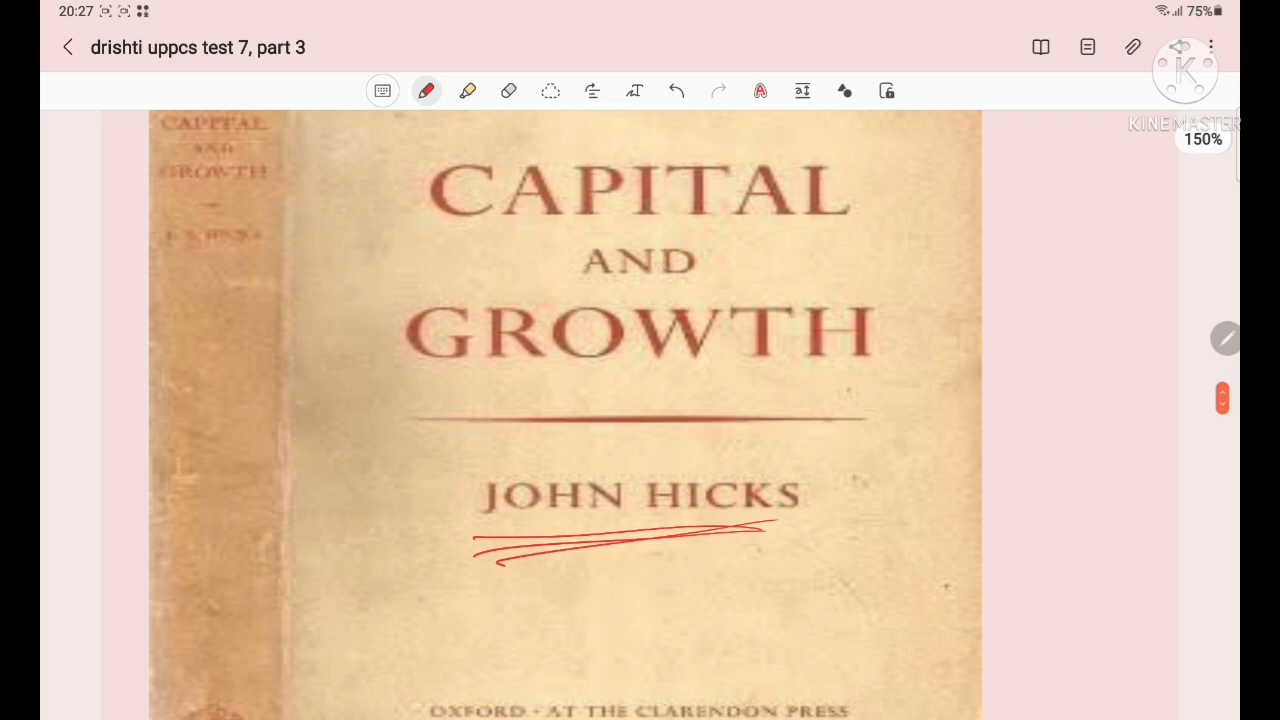 20:27
75%
drishti uppcs test 7, part 3
K
KINEMASTER
150%
CAPITAL
AND
GROWTH
CAPITAL
AND
GROWTH
JOHN HICKS
OXFORD · AT THE CLARENDON PRESS